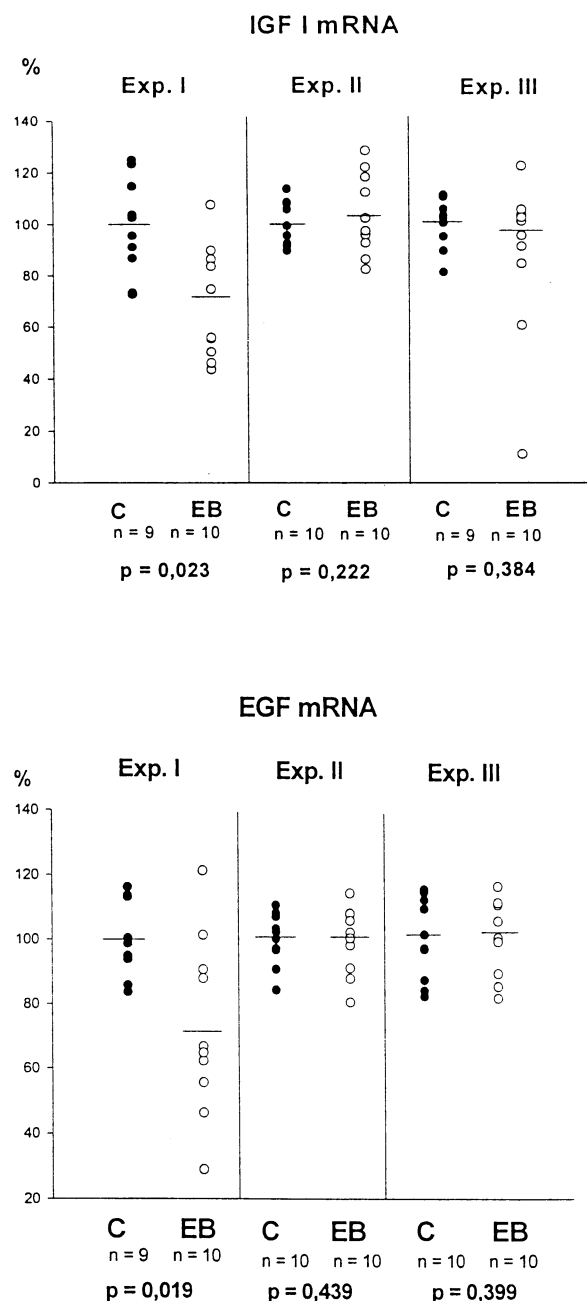 IGF I mRNA
%
Exp. I Exp. II Exp. III
140
120
100
80
60
40
20
0
C EB C EB C EB
n = 9 n = 10 n = 10 n = 10 n = 9 n = 10
p = 0,023 p = 0,222 p = 0,384
EGF mRNA
%
Exp. I Exp. II Exp. III
140
120
100
80
60
40
20
C EB C EB C EB
n = 9 n = 10 n = 10 n = 10 n = 10 n = 10
p = 0,019 p = 0,439 p = 0,399